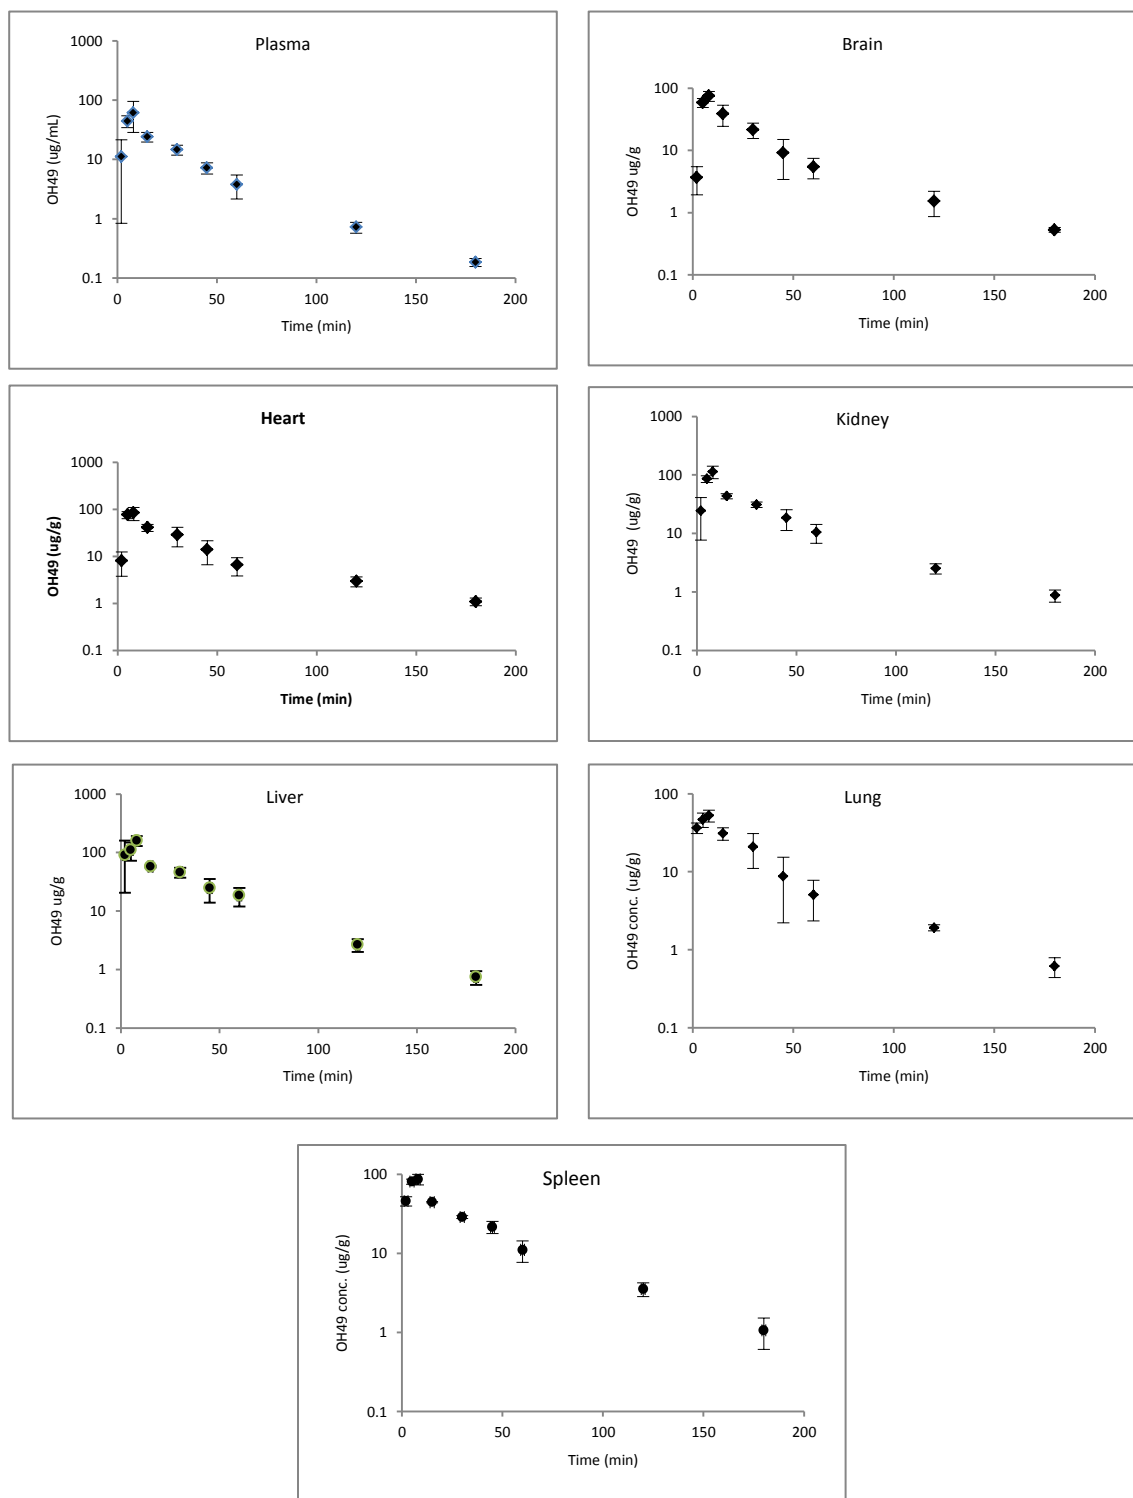 Plasma
1000
100
10
1
0.1
OH49 (ug/mL)
0 50 100 150 200
Time (min)
Brain
100
10
1
0.1
OH49 ug/g
0 50 100 150 200
Time (min)
Heart
1000
100
10
1
0.1
OH49 (ug/g)
0 50 100 150 200
Time (min)
Kidney
1000
100
10
1
0.1
OH49 (ug/g)
0 50 100 150 200
Time (min)
Liver
1000
100
10
1
0.1
OH49 ug/g
0 50 100 150 200
Time (min)
Lung
100
10
1
0.1
OH49 conc. (ug/g)
0 50 100 150 200
Time (min)
Spleen
100
10
1
0.1
OH49 conc. (ug/g)
0 50 100 150 200
Time (min)